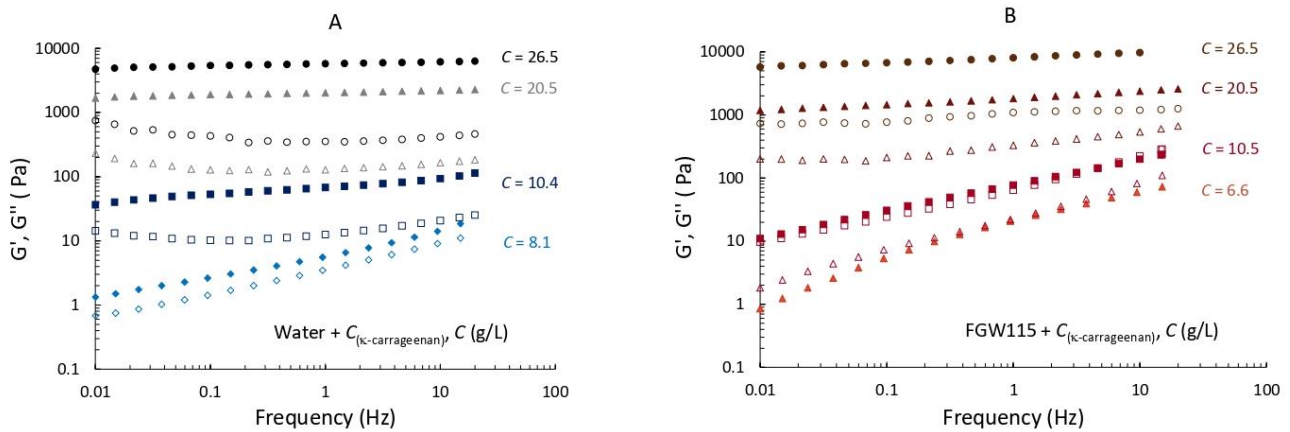 A
G', G'' ( Pa)
10000
1000
100
10
1
0.1
C = 26.5
C = 20.5
C = 10.4
C = 8.1
Water + C(κ-carrageenan), C (g/L)
0.01 0.1 1 10 100
Frequency (Hz)
B
G', G'' ( Pa)
10000
1000
100
10
1
0.1
C = 26.5
C = 20.5
C = 10.5
C = 6.6
FGW115 + C(κ-carrageenan), C (g/L)
0.01 0.1 1 10 100
Frequency (Hz)